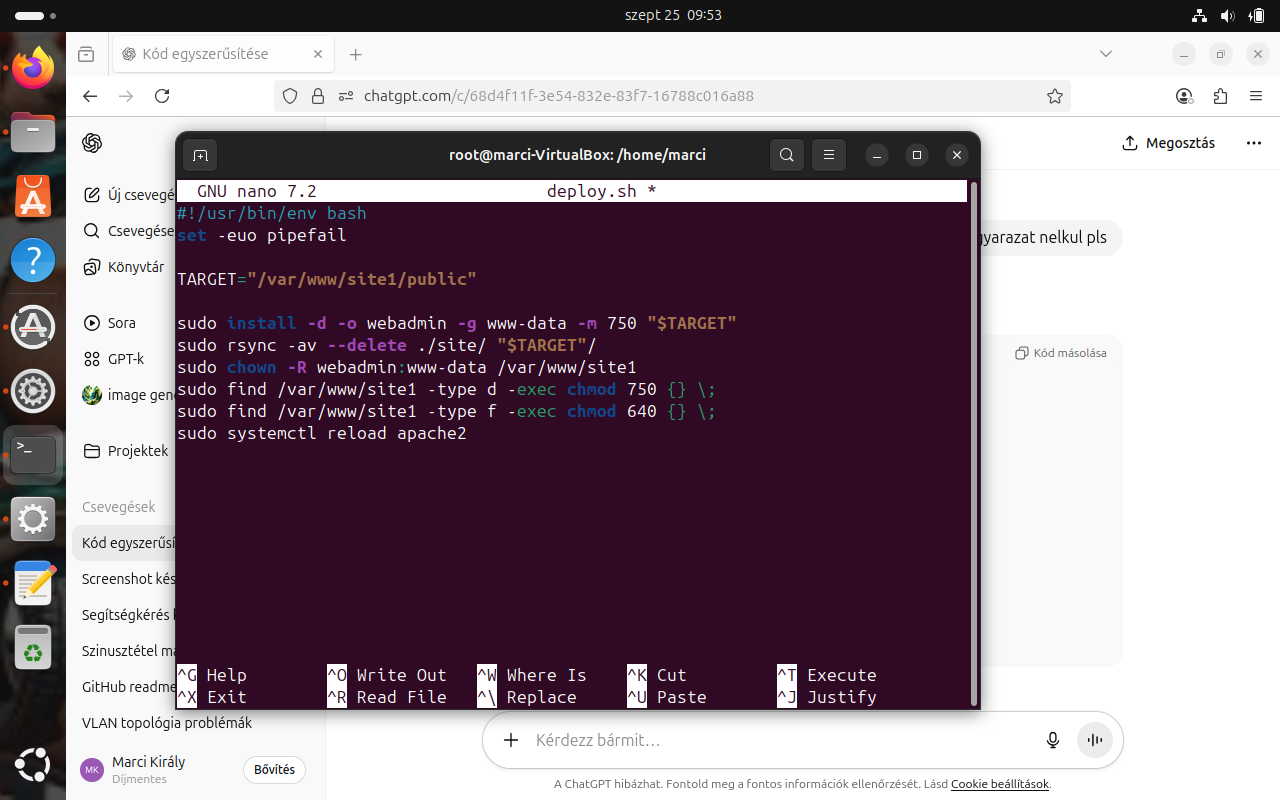 szept 25 09:53
Kód egyszerűsítése
chatgpt.com/c/68d4f11f-3e54-832e-83f7-16788c016a88
Megosztás
Új csevegé
Csevegése
Könyvtár
Sora
GPT-k
image gen
Projektek
Csevegések
Kód egyszerűsí
Screenshot kés
Segítségkérés
Szinusztétel ma
GitHub readme
VLAN topológia problémák
MK
Marci Király
Díjmentes
Bővítés
root@marci-VirtualBox: /home/marci
GNU nano 7.2 deploy.sh *
#!/usr/bin/env bash
set -euo pipefail
TARGET="/var/www/site1/public"
sudo install -d -o webadmin -g www-data -m 750 "$TARGET"
sudo rsync -av --delete ./site/ "$TARGET"/
sudo chown -R webadmin:www-data /var/www/site1
sudo find /var/www/site1 -type d -exec chmod 750 {} \;
sudo find /var/www/site1 -type f -exec chmod 640 {} \;
sudo systemctl reload apache2
^G Help ^O Write Out ^W Where Is ^K Cut ^T Execute
^X Exit ^R Read File ^\ Replace ^U Paste ^J Justify
gyarazat nelkul pls
Kód másolása
Kérdezz bármit…
A ChatGPT hibázhat. Fontold meg a fontos információk ellenőrzését. Lásd Cookie beállítások.